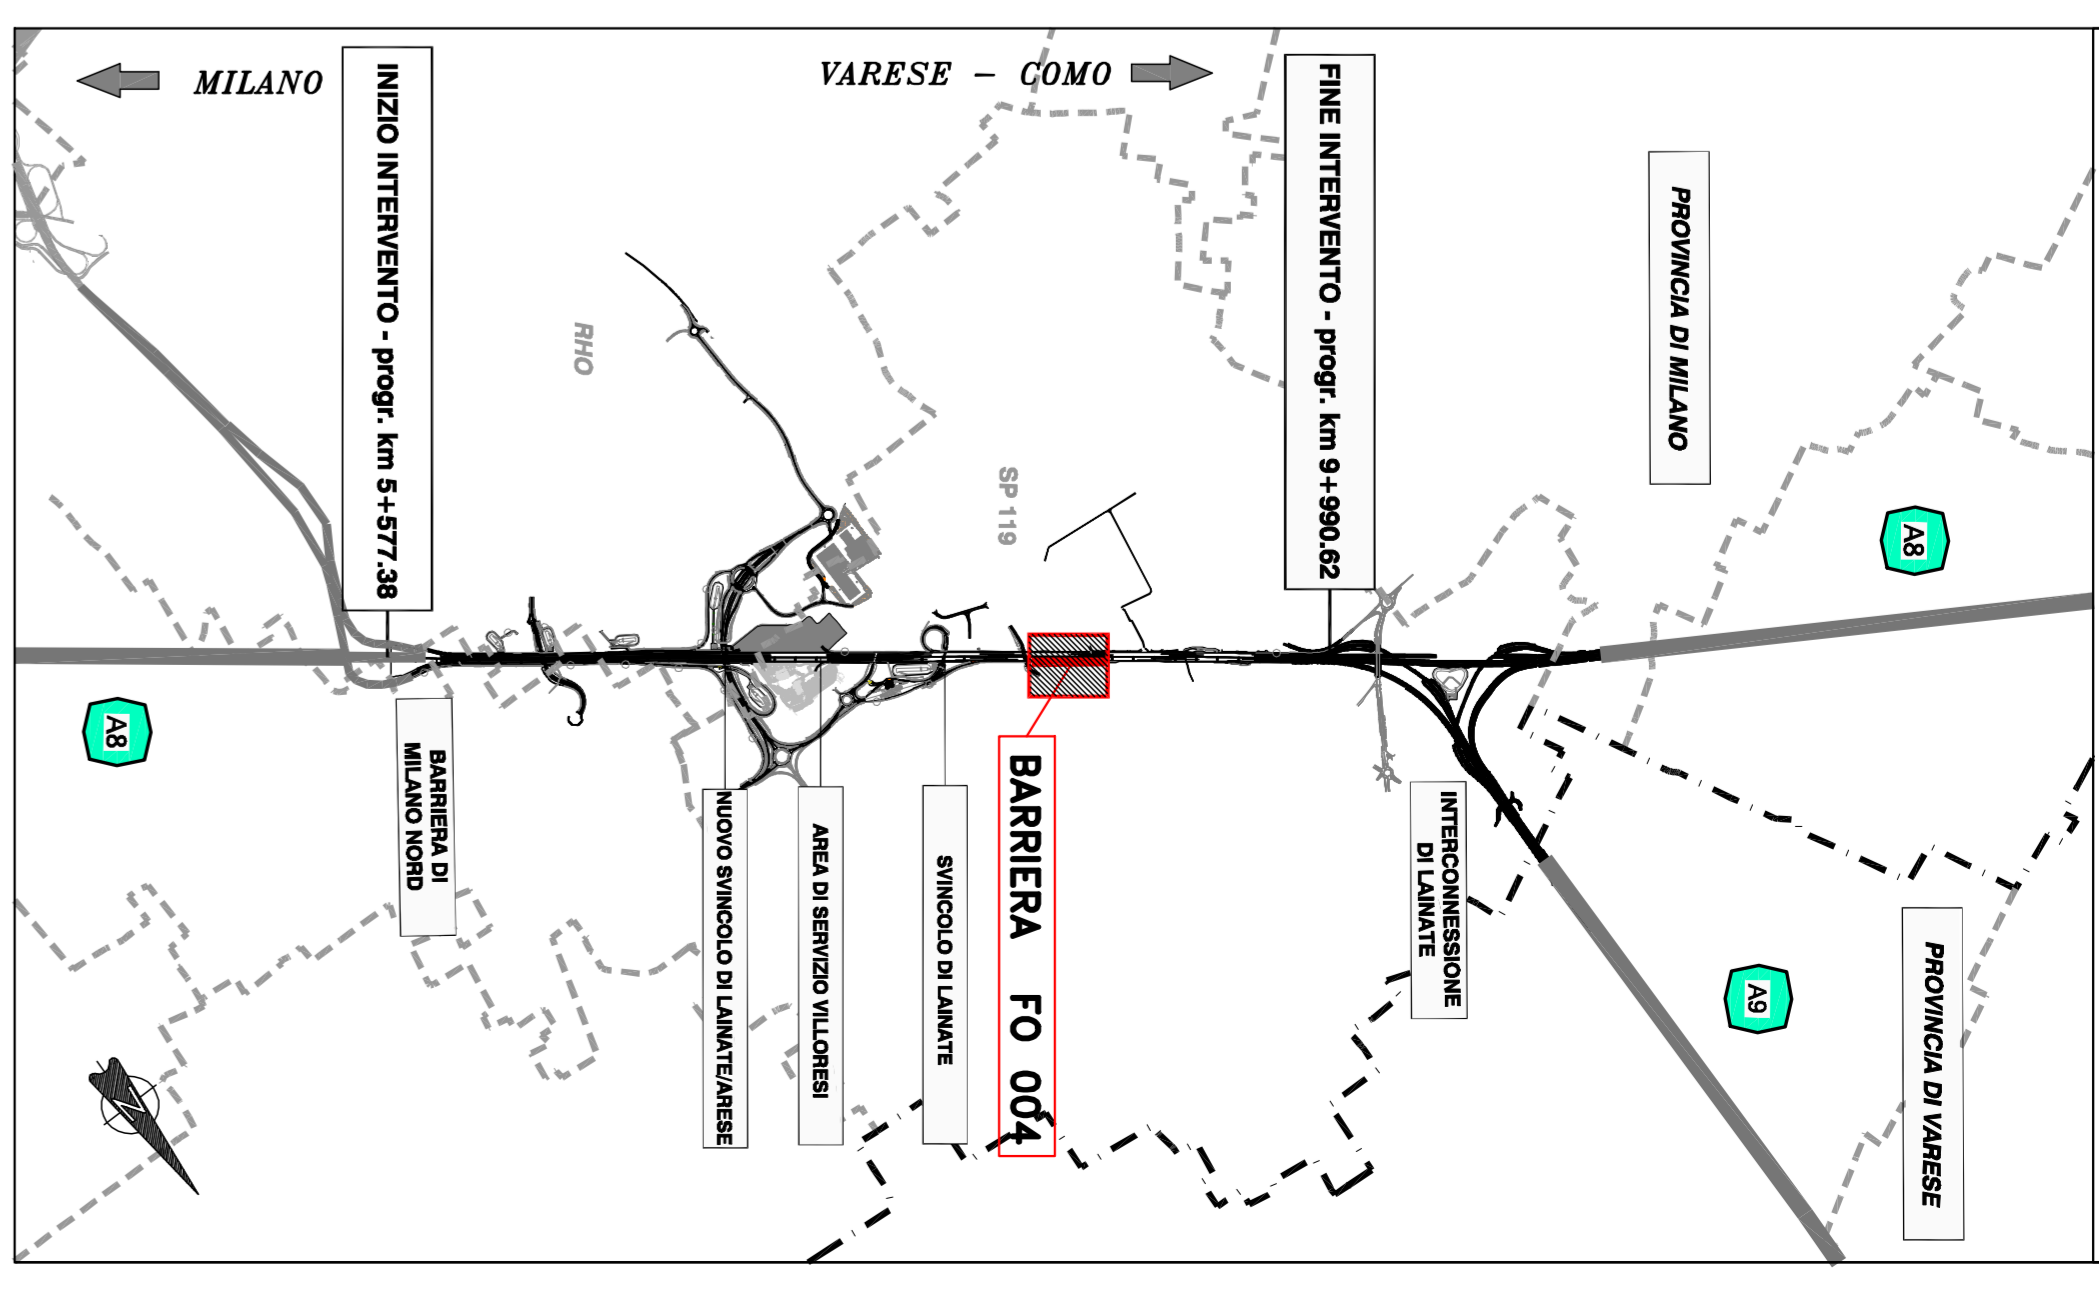 MILANO
VARESE - COMO
INIZIO INTERVENTO - progr. km 5+577.38
FINE INTERVENTO - progr. km 9+990.62
PROVINCIA DI MILANO
RHO
SP 119
A8
A8
BARRIERA DI
MILANO NORD
NUOVO SVINCOLO DI LAINATE/ARESE
AREA DI SERVIZIO VILLORESI
SVINCOLO DI LAINATE
BARRIERA FO 004
INTERCONNESSIONE
DI LAINATE
A9
PROVINCIA DI VARESE
N